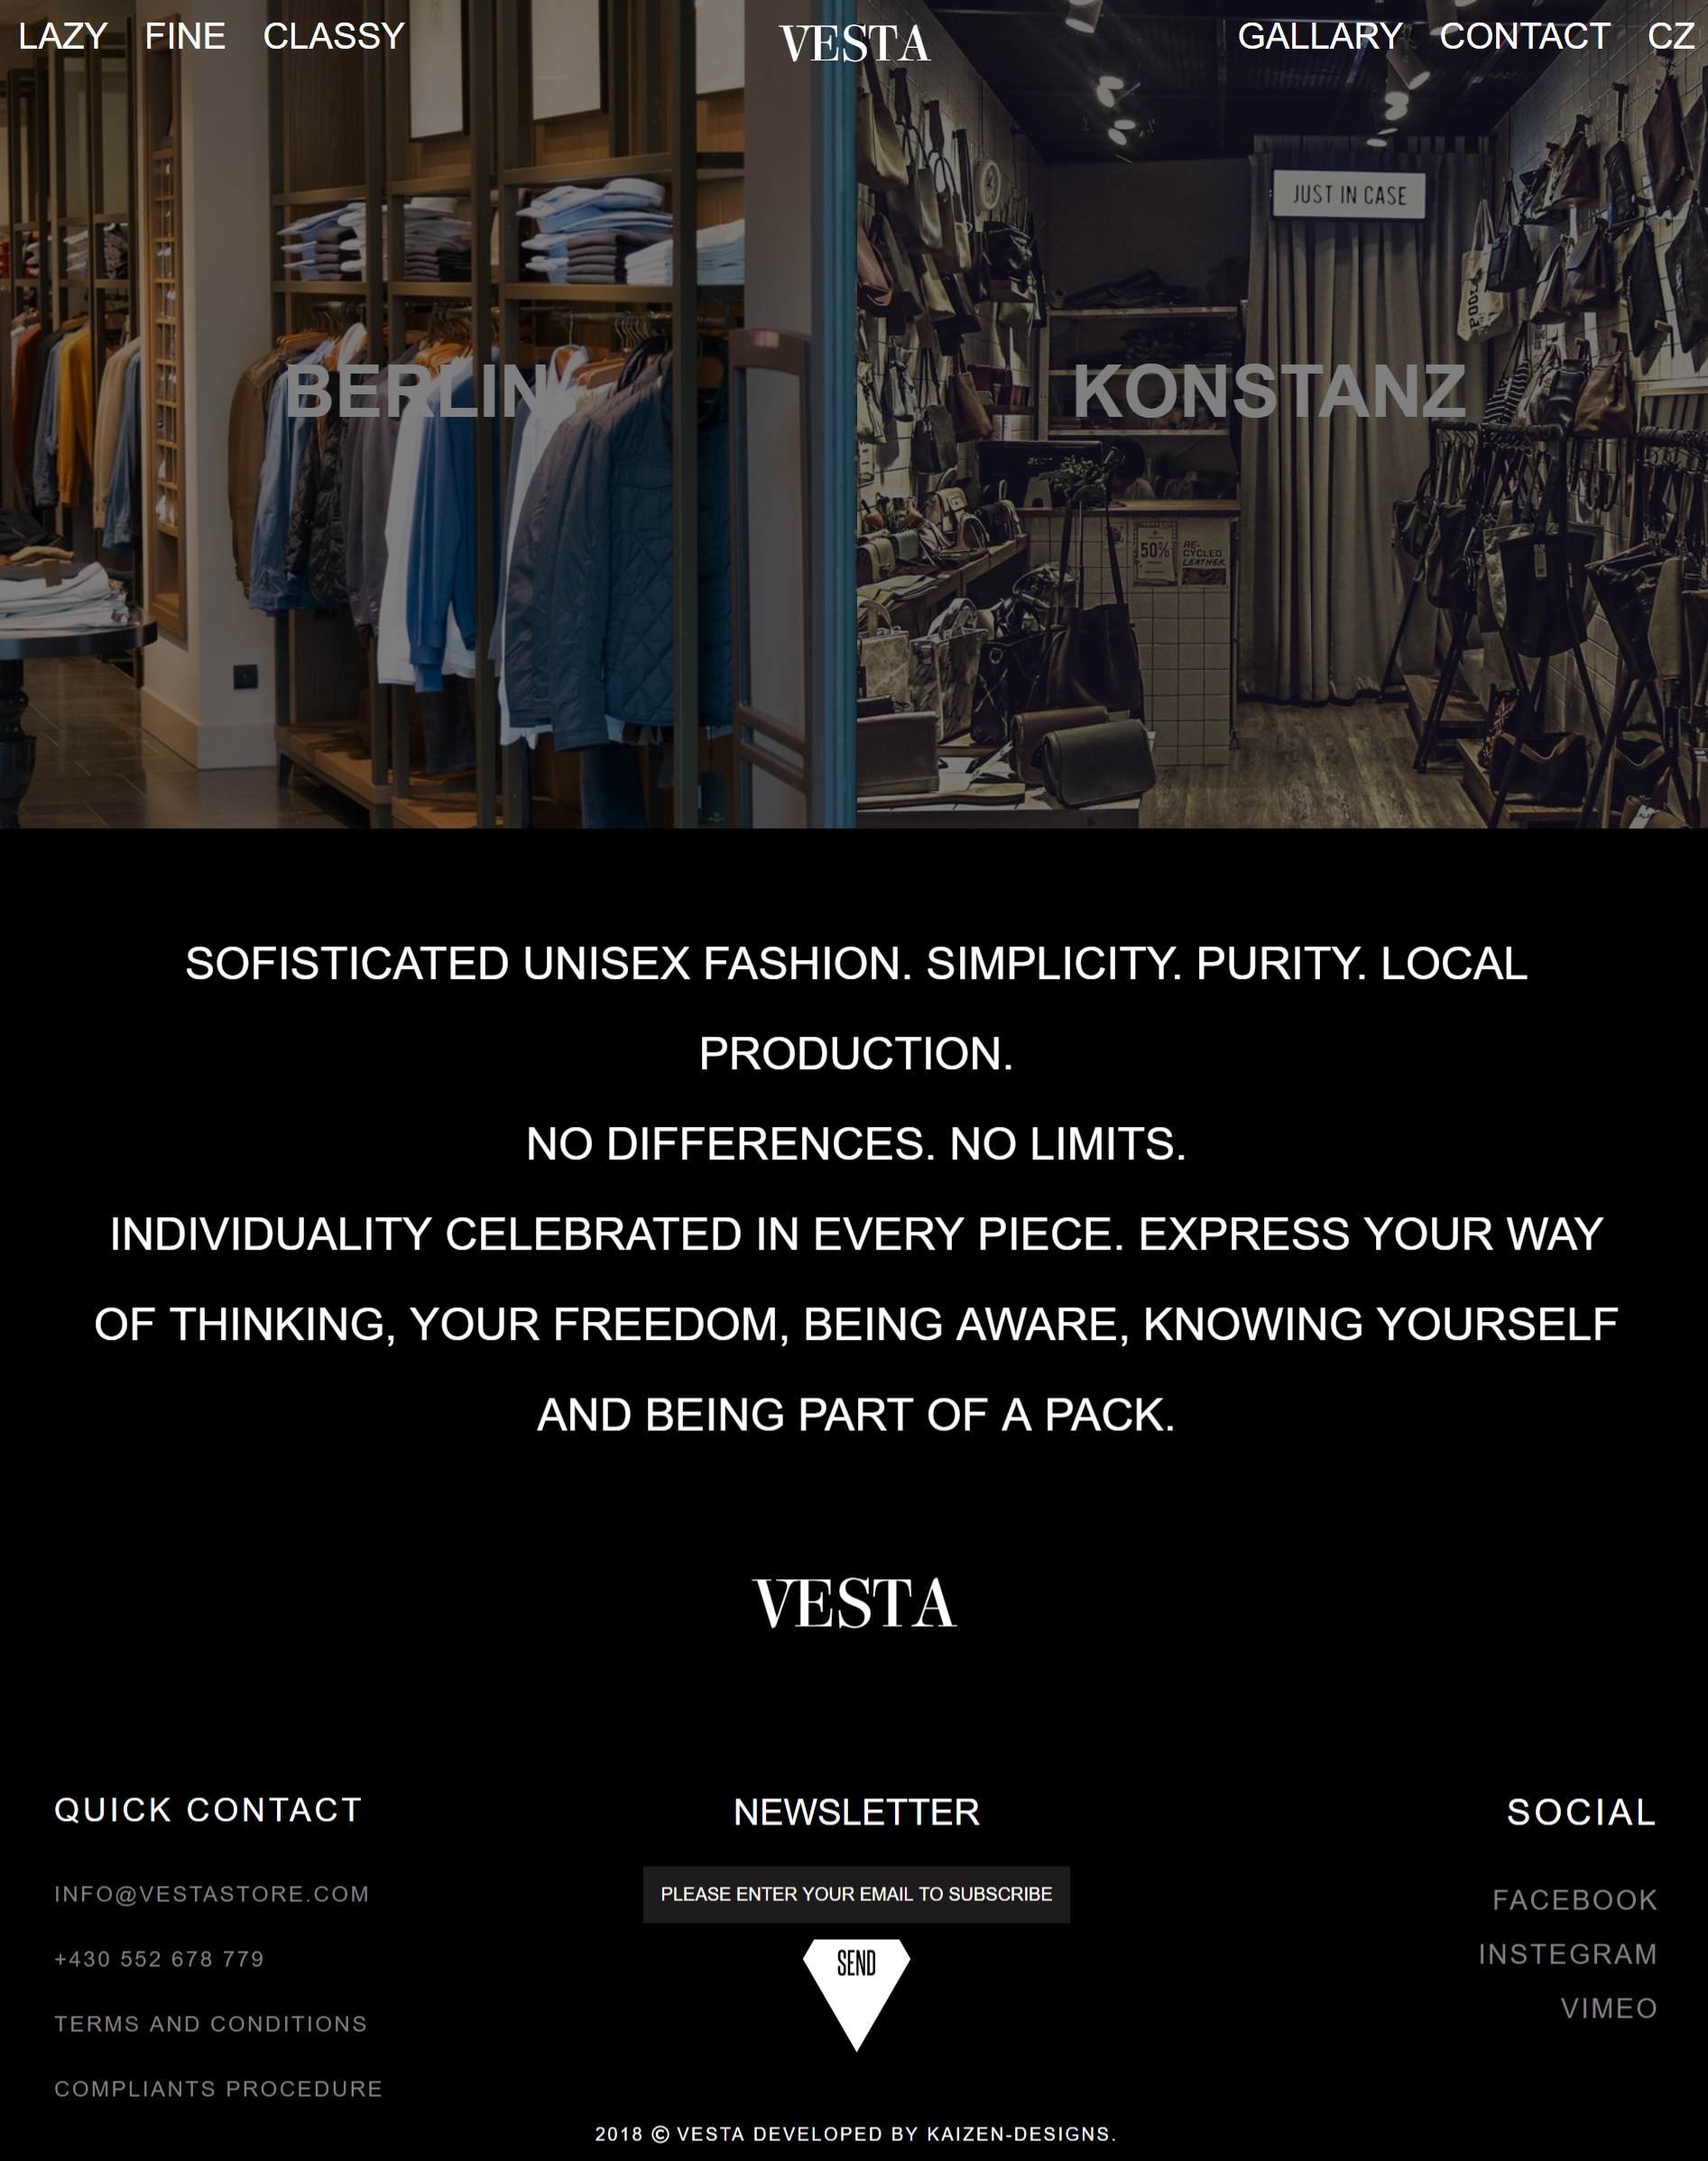 LAZY FINE CLASSY VESTA GALLARY CONTACT CZ
JUST IN CASE
BERLIN KONSTANZ
50% RE-
CYCLED
LEATHER
SOFISTICATED UNISEX FASHION. SIMPLICITY. PURITY. LOCAL
PRODUCTION.
NO DIFFERENCES. NO LIMITS.
INDIVIDUALITY CELEBRATED IN EVERY PIECE. EXPRESS YOUR WAY
OF THINKING, YOUR FREEDOM, BEING AWARE, KNOWING YOURSELF
AND BEING PART OF A PACK.
VESTA
QUICK CONTACT
INFO@VESTASTORE.COM
+430 552 678 779
TERMS AND CONDITIONS
COMPLIANTS PROCEDURE
NEWSLETTER
PLEASE ENTER YOUR EMAIL TO SUBSCRIBE
SEND
SOCIAL
FACEBOOK
INSTEGRAM
VIMEO
2018 © VESTA DEVELOPED BY KAIZEN-DESIGNS.